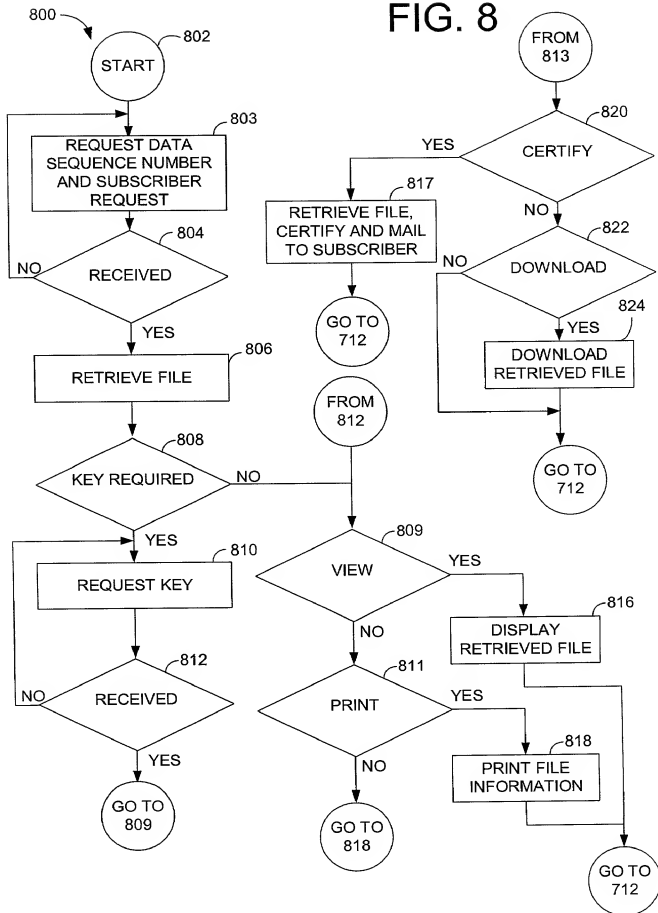 FIG. 8
800
802
START
803
REQUEST DATA
SEQUENCE NUMBER
AND SUBSCRIBER
REQUEST
804
NO
RECEIVED
YES
806
RETRIEVE FILE
808
KEY REQUIRED
NO
YES
810
REQUEST KEY
812
NO
RECEIVED
YES
GO TO
809
FROM
813
820
YES
CERTIFY
NO
817
RETRIEVE FILE,
CERTIFY AND MAIL
TO SUBSCRIBER
GO TO
712
822
NO
DOWNLOAD
YES
824
DOWNLOAD
RETRIEVED FILE
GO TO
712
FROM
812
809
VIEW
YES
NO
816
DISPLAY
RETRIEVED FILE
811
PRINT
YES
NO
818
PRINT FILE
INFORMATION
GO TO
818
GO TO
712